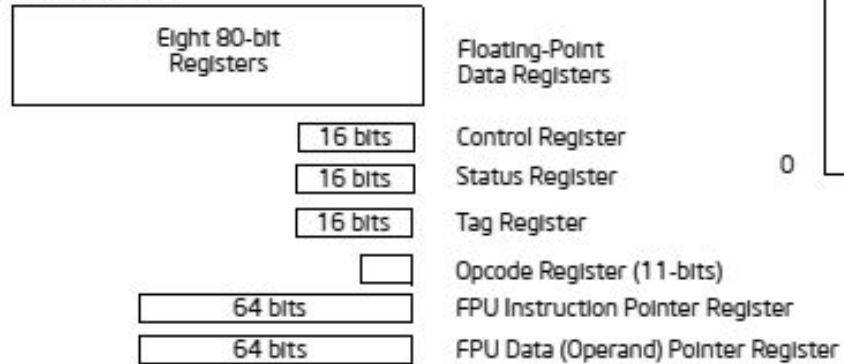 Eight 80-bit
Registers
Floating-Point
Data Registers
16 bits
Control Register
16 bits
Status Register
0
16 bits
Tag Register
Opcode Register (11-bits)
64 bits
FPU Instruction Pointer Register
64 bits
FPU Data (Operand) Pointer Register